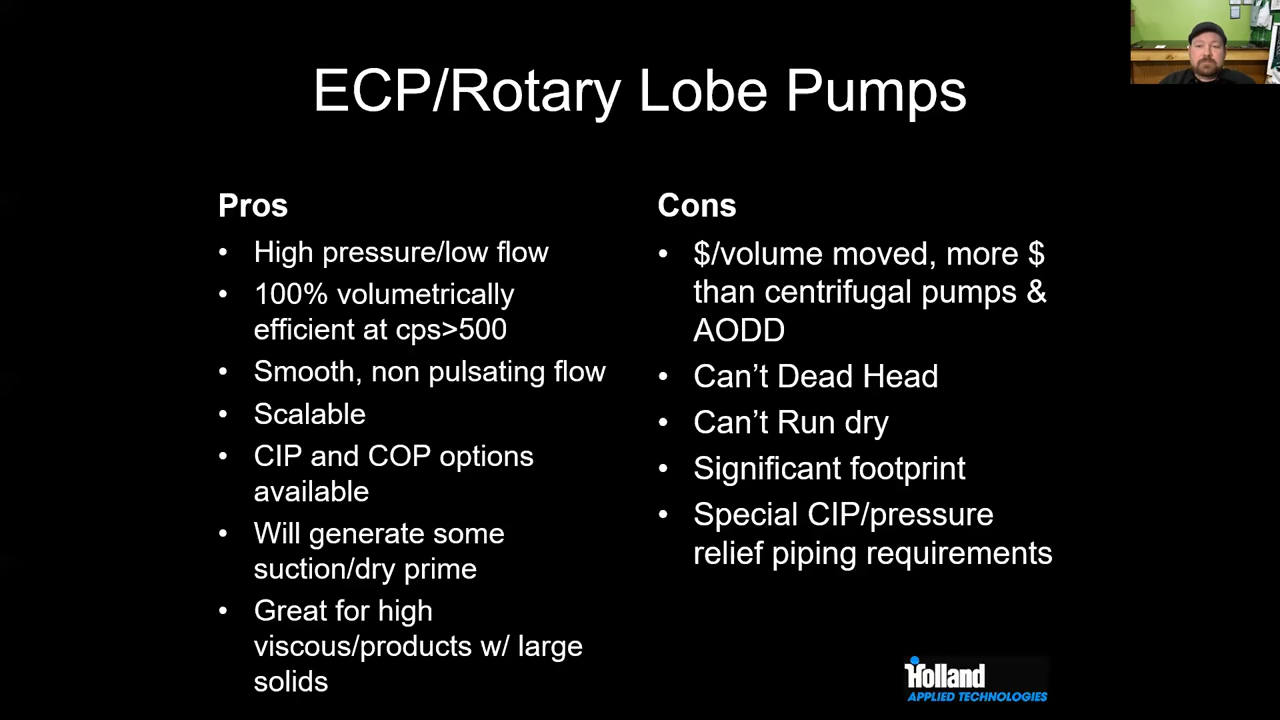 ECP/Rotary Lobe Pumps
Pros
• High pressure/low flow
• 100% volumetrically
efficient at cps>500
• Smooth, non pulsating flow
• Scalable
• CIP and COP options
available
• Will generate some
suction/dry prime
• Great for high
viscous/products w/ large
solids
Cons
• $/volume moved, more $
than centrifugal pumps &
AODD
• Can’t Dead Head
• Can’t Run dry
• Significant footprint
• Special CIP/pressure
relief piping requirements
Holland
APPLIED TECHNOLOGIES